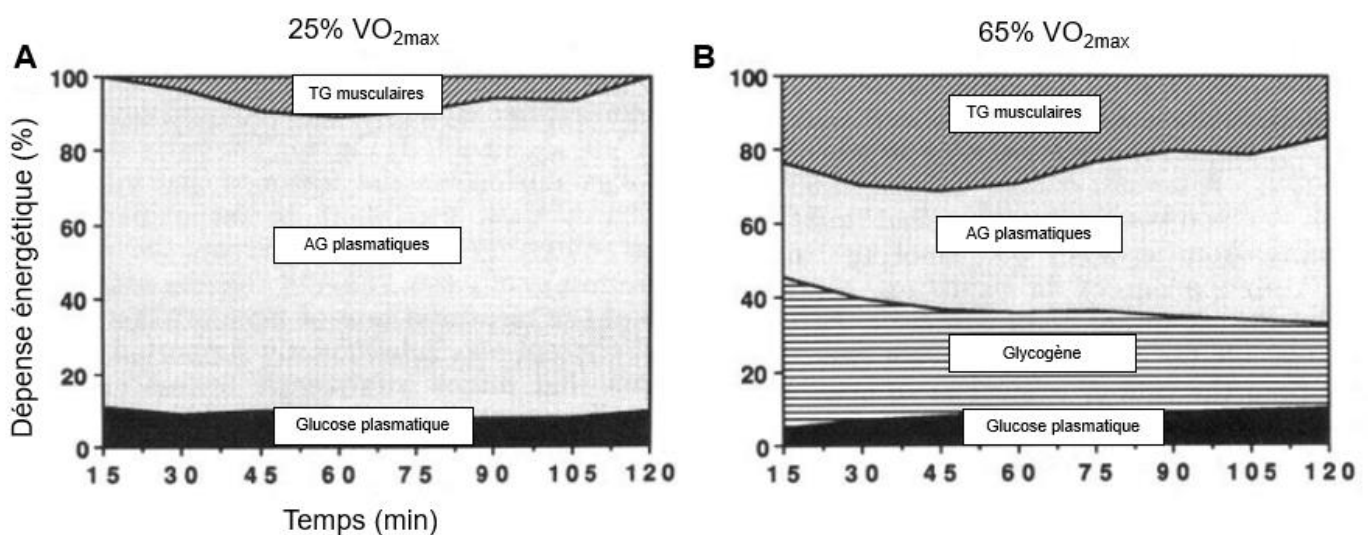 25% VO2max
65% VO2max
A
B
Dépense énergétique (%)
100
80
60
40
20
0
TG musculaires
AG plasmatiques
Glucose plasmatique
15 30 45 60 75 90 105 120
Temps (min)
100
80
60
40
20
0
TG musculaires
AG plasmatiques
Glycogène
Glucose plasmatique
15 30 45 60 75 90 105 120